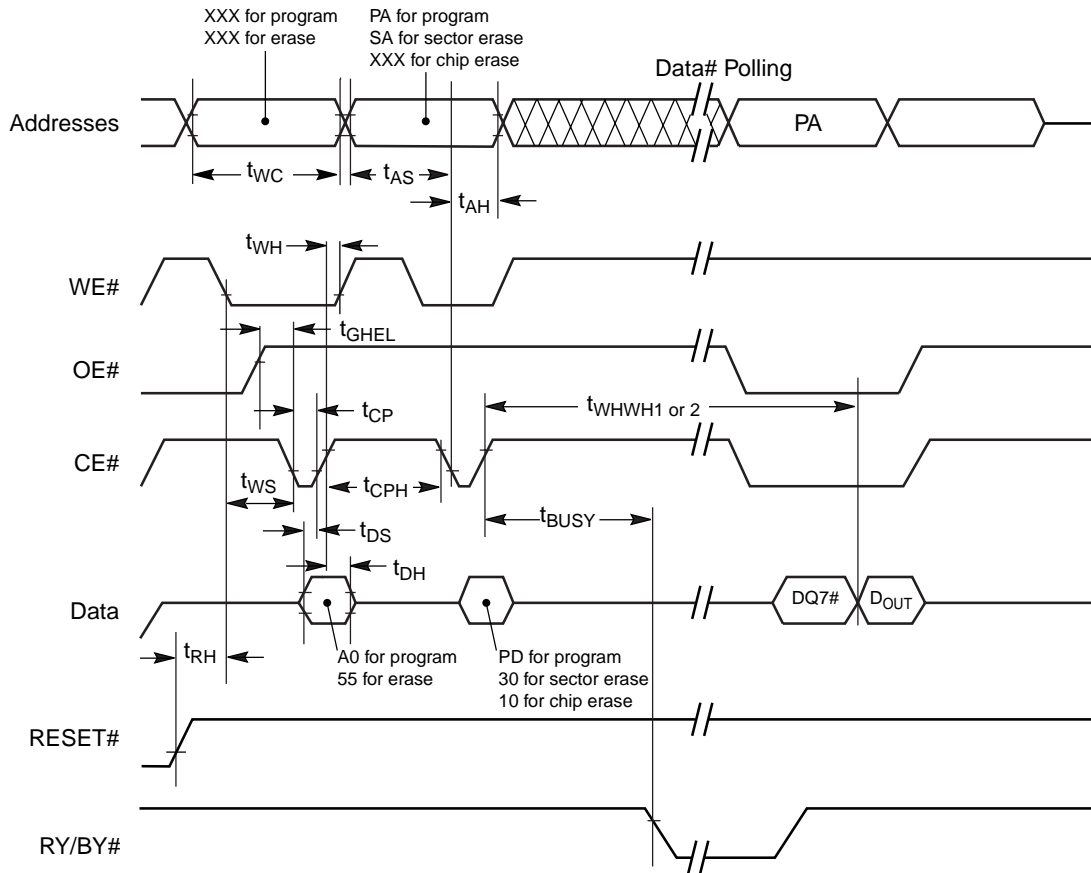 XXX for program
XXX for erase
PA for program
SA for sector erase
XXX for chip erase
Data# Polling
Addresses
PA
tWC
tAS
tAH
tWH
WE#
tGHEL
OE#
tCP
tWHWH1 or 2
CE#
tWS
tCPH
tBUSY
tDS
tDH
Data
DQ7#
DOUT
tRH
A0 for program
55 for erase
PD for program
30 for sector erase
10 for chip erase
RESET#
RY/BY#